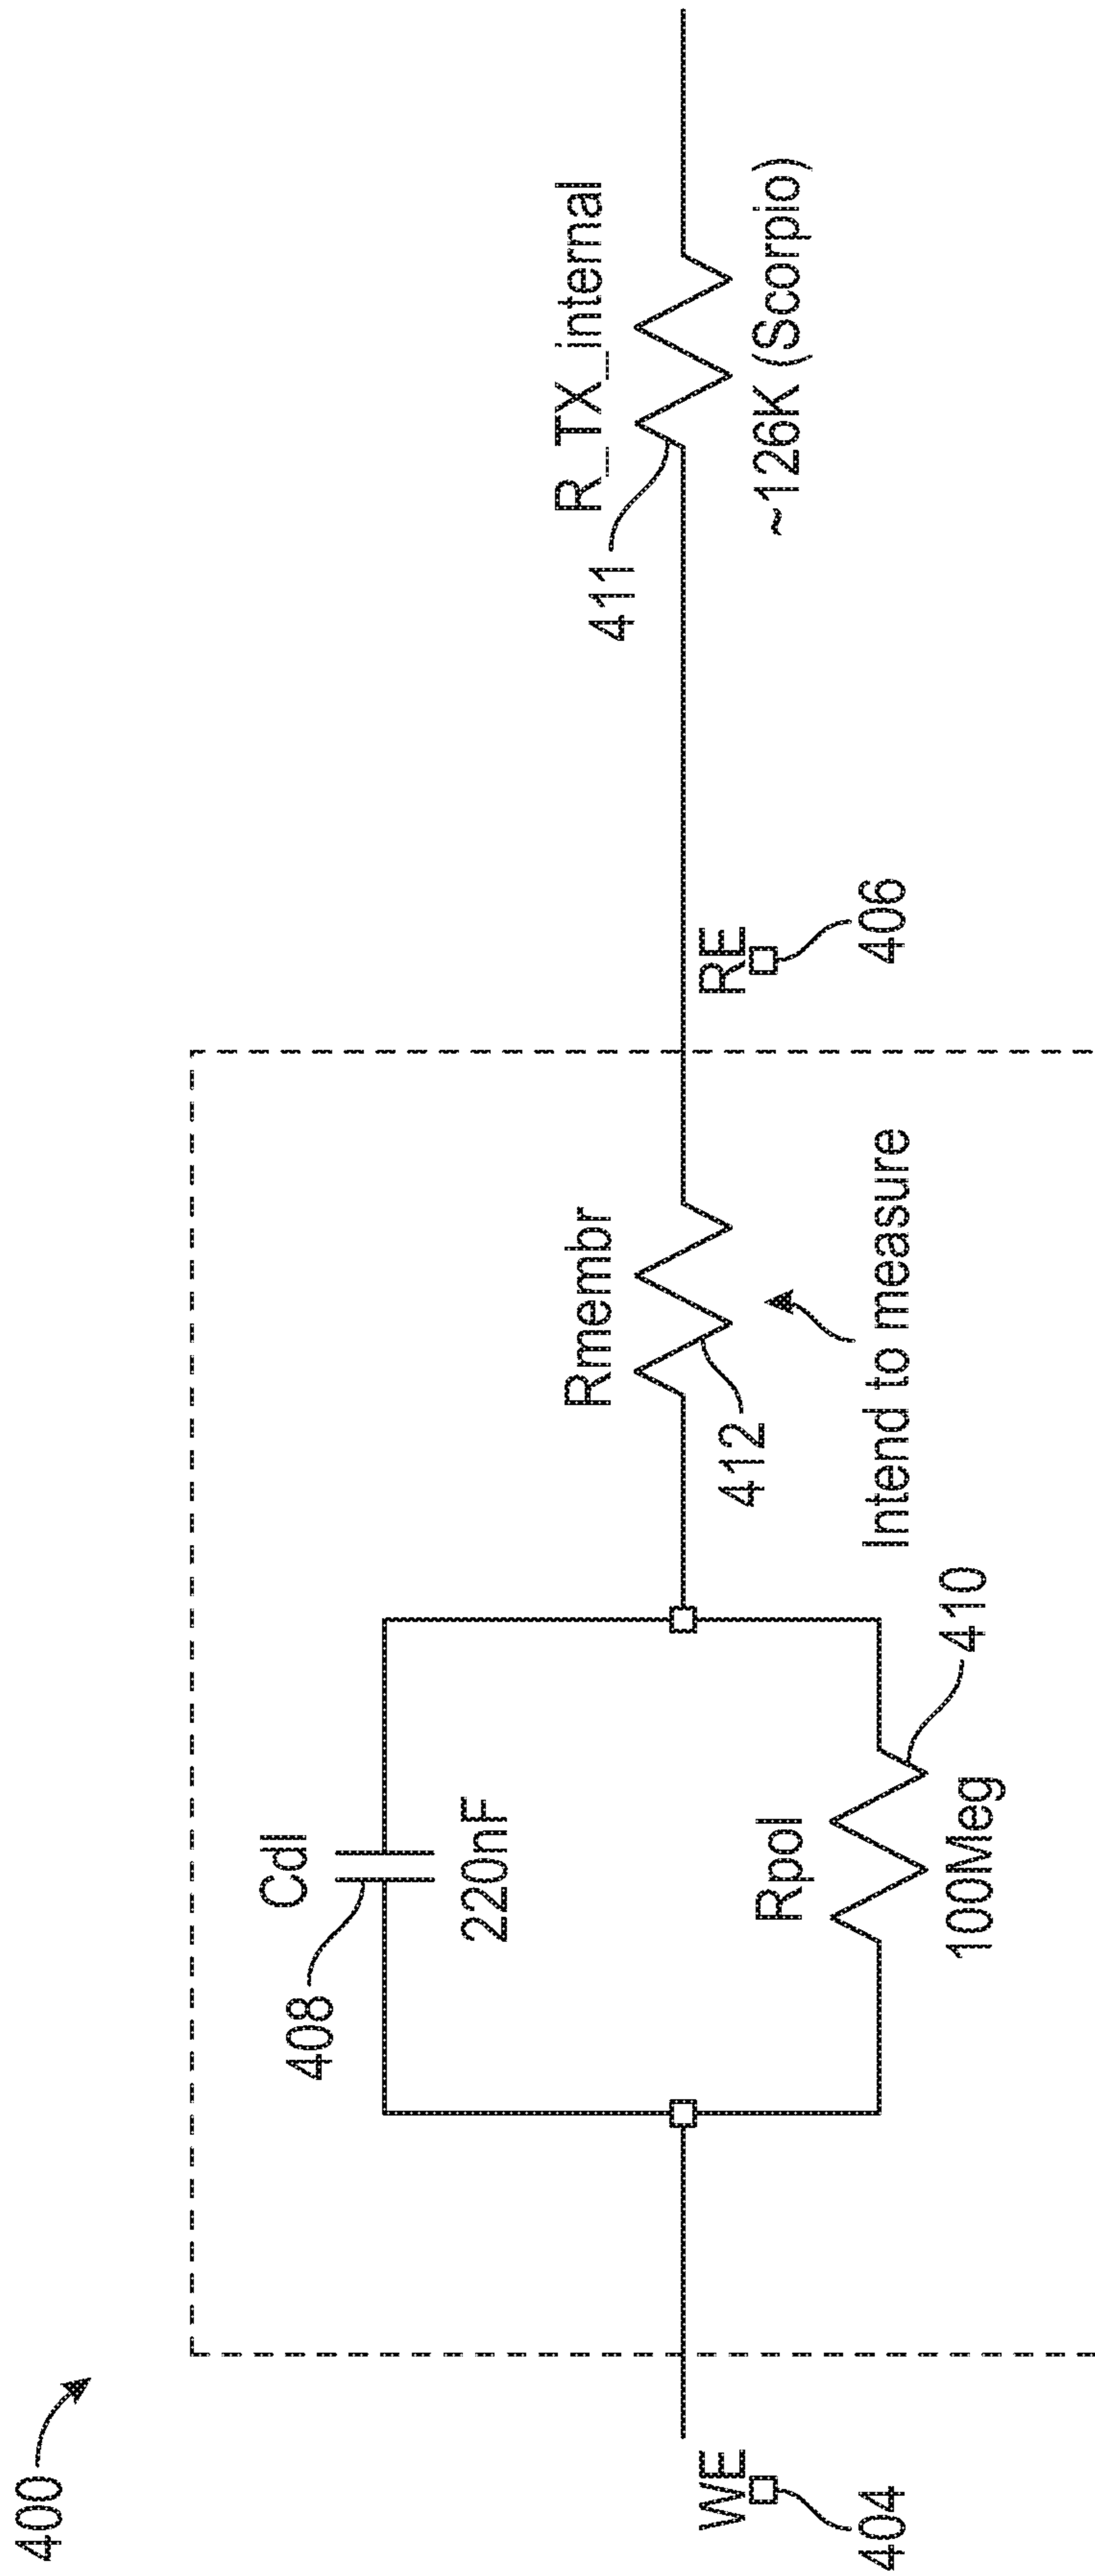 400
WE
404
Cdl
408
220nF
Rpol
410
100Meg
Rmembr
412
Intend to measure
RE
406
R_TX_internal
411
~126K (Scorpio)